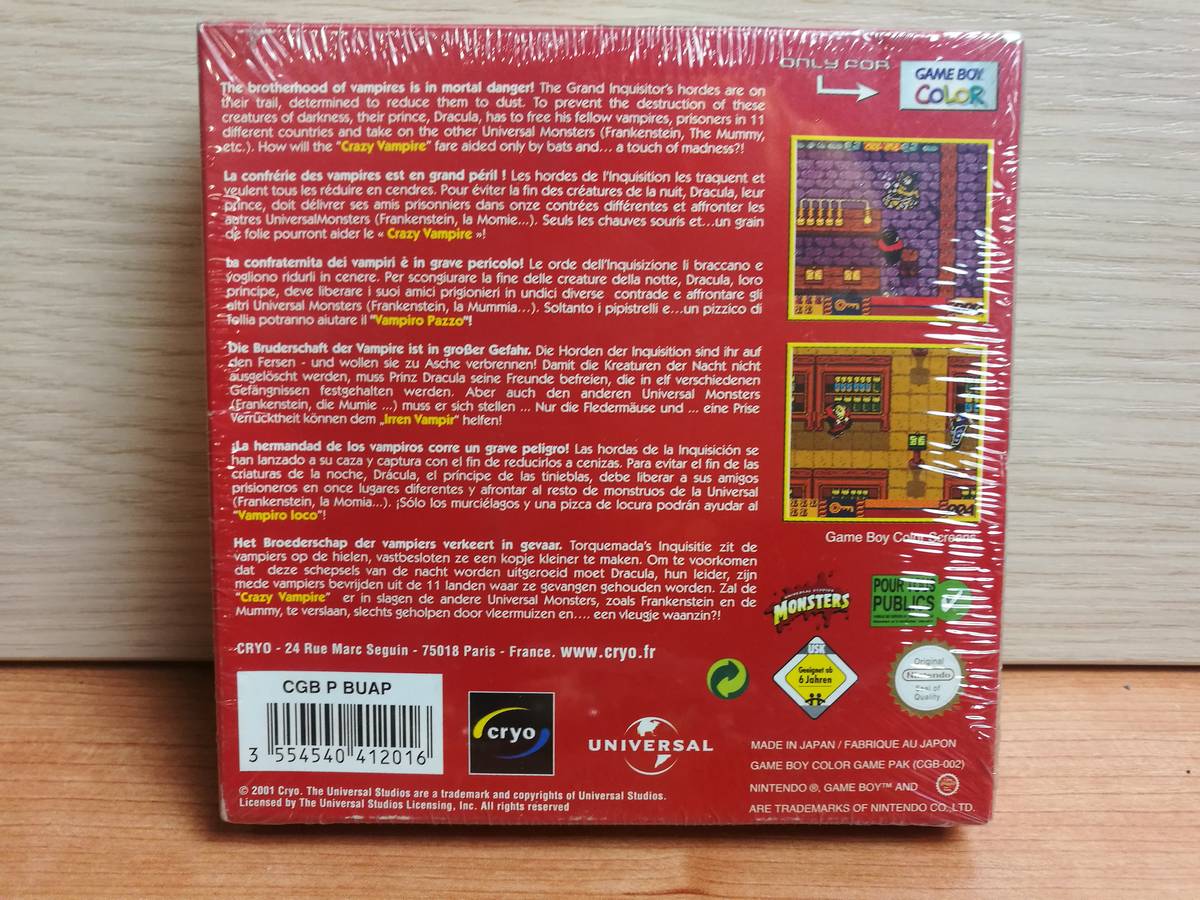 The brotherhood of vampires is in mortal danger! The Grand Inquisitor's hordes are on
their trail, determined to reduce them to dust. To prevent the destruction of these
creatures of darkness, their prince, Dracula, has to free his fellow vampires, prisoners in 11
different countries and take on the other Universal Monsters (Frankenstein, The Mummy,
etc.). How will the "Crazy Vampire" fare aided only by bats and... a touch of madness?!
La confrérie des vampires est en grand péril ! Les hordes de l'Inquisition les traquent et
veulent tous les réduire en cendres. Pour éviter la fin des créatures de la nuit, Dracula, leur
prince, doit délivrer ses amis prisonniers dans onze contrées différentes et affronter les
autres UniversalMonsters (Frankenstein, la Momie...). Seuls les chauves souris et...un grain
de folie pourront aider le « Crazy Vampire »!
La confraternita dei vampiri è in grave pericolo! Le orde dell'Inquisizione li braccano e
vogliono ridurli in cenere. Per scongiurare la fine delle creature della notte, Dracula, loro
principe, deve liberare i suoi amici prigionieri in undici diverse contrade e affrontare gli
altri Universal Monsters (Frankenstein, la Mummia...). Soltanto i pipistrelli e...un pizzico di
follia potranno aiutare il "Vampiro Pazzo"!
Die Bruderschaft der Vampire ist in großer Gefahr. Die Horden der Inquisition sind ihr auf
den Fersen - und wollen sie zu Asche verbrennen! Damit die Kreaturen der Nacht nicht
ausgelöscht werden, muss Prinz Dracula seine Freunde befreien, die in elf verschiedenen
Gefängnissen festgehalten werden. Aber auch den anderen Universal Monsters
(Frankenstein, die Mumie ...) muss er sich stellen ... Nur die Fledermäuse und ... eine Prise
Verrücktheit können dem „Irren Vampir" helfen!
¡La hermandad de los vampiros corre un grave peligro! Las hordas de la Inquisición se
han lanzado a su caza y captura con el fin de reducirlos a cenizas. Para evitar el fin de las
criaturas de la noche, Drácula, el príncipe de las tinieblas, debe liberar a sus amigos
prisioneros en once lugares diferentes y afrontar al resto de monstruos de la Universal
(Frankenstein, la Momia...). ¡Sólo los murciélagos y una pizca de locura podrán ayudar al
"Vampiro loco"!
Het Broederschap der vampiers verkeert in gevaar. Torquemada's Inquisitie zit de
vampiers op de hielen, vastbesloten ze een kopje kleiner te maken. Om te voorkomen
dat deze schepsels van de nacht worden uitgeroeid moet Dracula, hun leider, zijn
mede vampiers bevrijden uit de 11 landen waar ze gevangen gehouden worden. Zal de
"Crazy Vampire" er in slagen de andere Universal Monsters, zoals Frankenstein en de
Mummy, te verslaan, slechts geholpen door vleermuizen en.... een vleugje waanzin?!
CRYO - 24 Rue Marc Seguin - 75018 Paris - France. www.cryo.fr
ONLY FOR
GAME BOY
COLOR
Game Boy Color Screens
UNIVERSAL STUDIOS
MONSTERS
POUR TOUS
PUBLICS
USK
Geeignet ab
6 Jahren
Original
Nintendo
Seal of
Quality
CGB P BUAP
3 554540 412016
cryo
UNIVERSAL
MADE IN JAPAN / FABRIQUE AU JAPON
GAME BOY COLOR GAME PAK (CGB-002)
NINTENDO ®, GAME BOY™ AND
ARE TRADEMARKS OF NINTENDO CO., LTD.
© 2001 Cryo. The Universal Studios are a trademark and copyrights of Universal Studios.
Licensed by The Universal Studios Licensing, Inc. All rights reserved